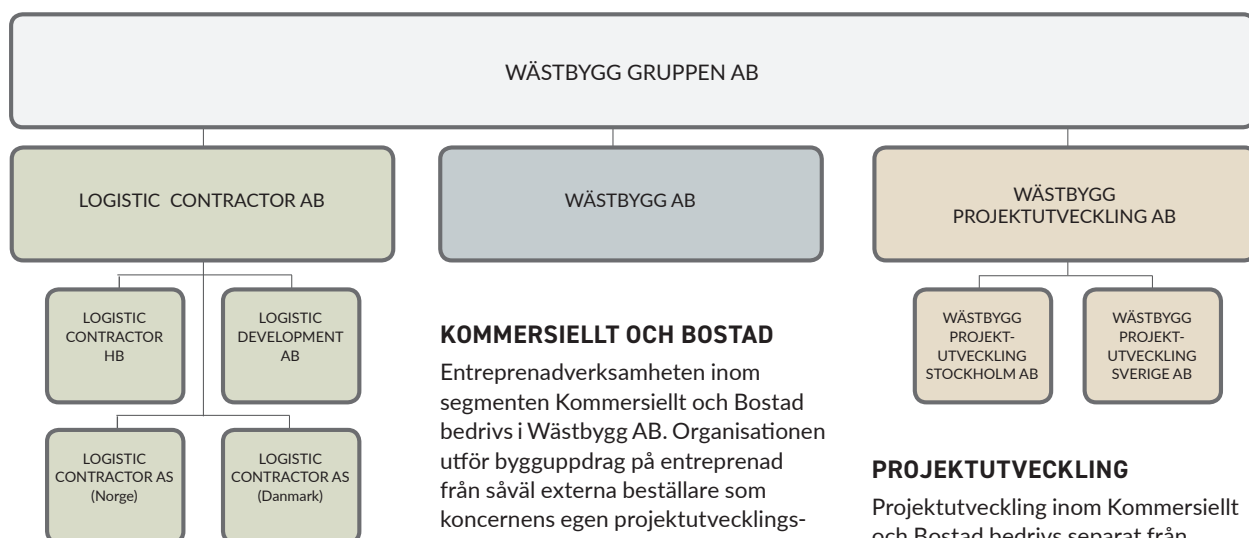 WÄSTBYGG GRUPPEN AB
LOGISTIC CONTRACTOR AB
WÄSTBYGG AB
WÄSTBYGG
PROJEKTUTVECKLING AB
LOGISTIC
CONTRACTOR
HB
LOGISTIC
DEVELOPMENT
AB
LOGISTIC
CONTRACTOR AS
(Norge)
LOGISTIC
CONTRACTOR AS
(Danmark)
KOMMERSIELLT OCH BOSTAD
Entreprenadverksamheten inom
segmenten Kommersiellt och Bostad
bedrivs i Wästbygg AB. Organisationen
utför bygguppdrag på entreprenad
från såväl externa beställare som
koncernens egen projektutvecklings-
WÄSTBYGG
PROJEKT-
UTVECKLING
STOCKHOLM AB
WÄSTBYGG
PROJEKT-
UTVECKLING
SVERIGE AB
PROJEKTUTVECKLING
Projektutveckling inom Kommersiellt
och Bostad bedrivs separat från